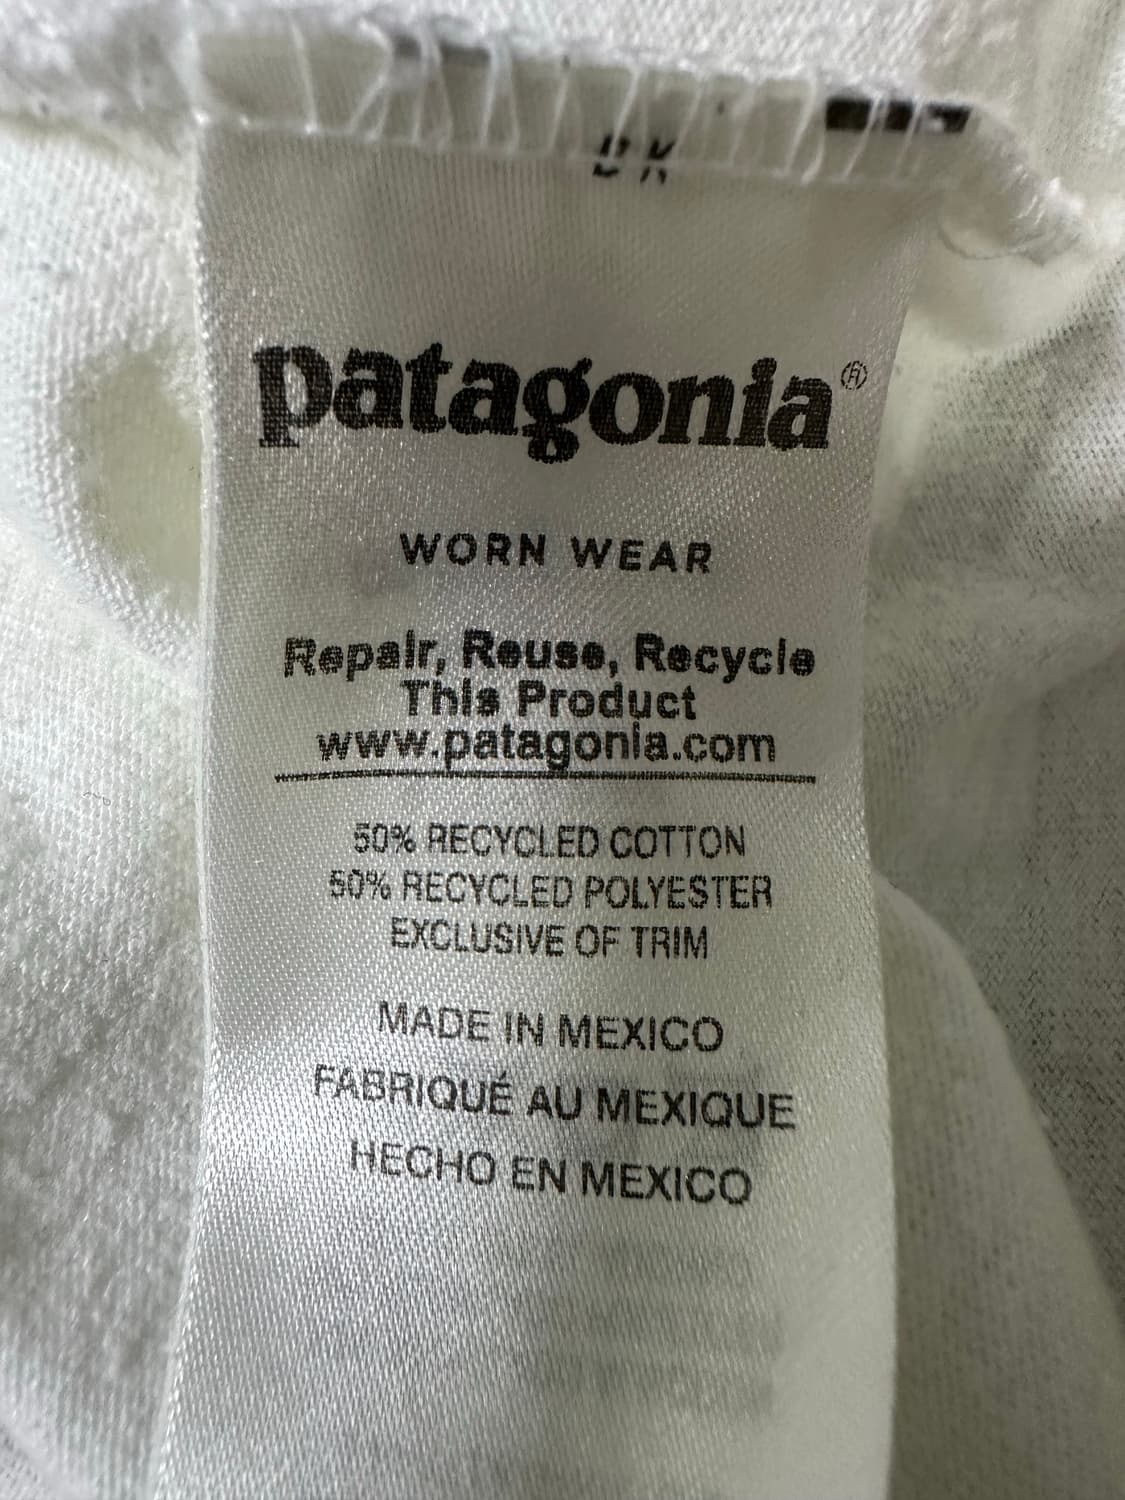 patagonia®
WORN WEAR
Repair, Reuse, Recycle
This Product
www.patagonia.com
50% RECYCLED COTTON
50% RECYCLED POLYESTER
EXCLUSIVE OF TRIM
MADE IN MEXICO
FABRIQUÉ AU MEXIQUE
HECHO EN MEXICO